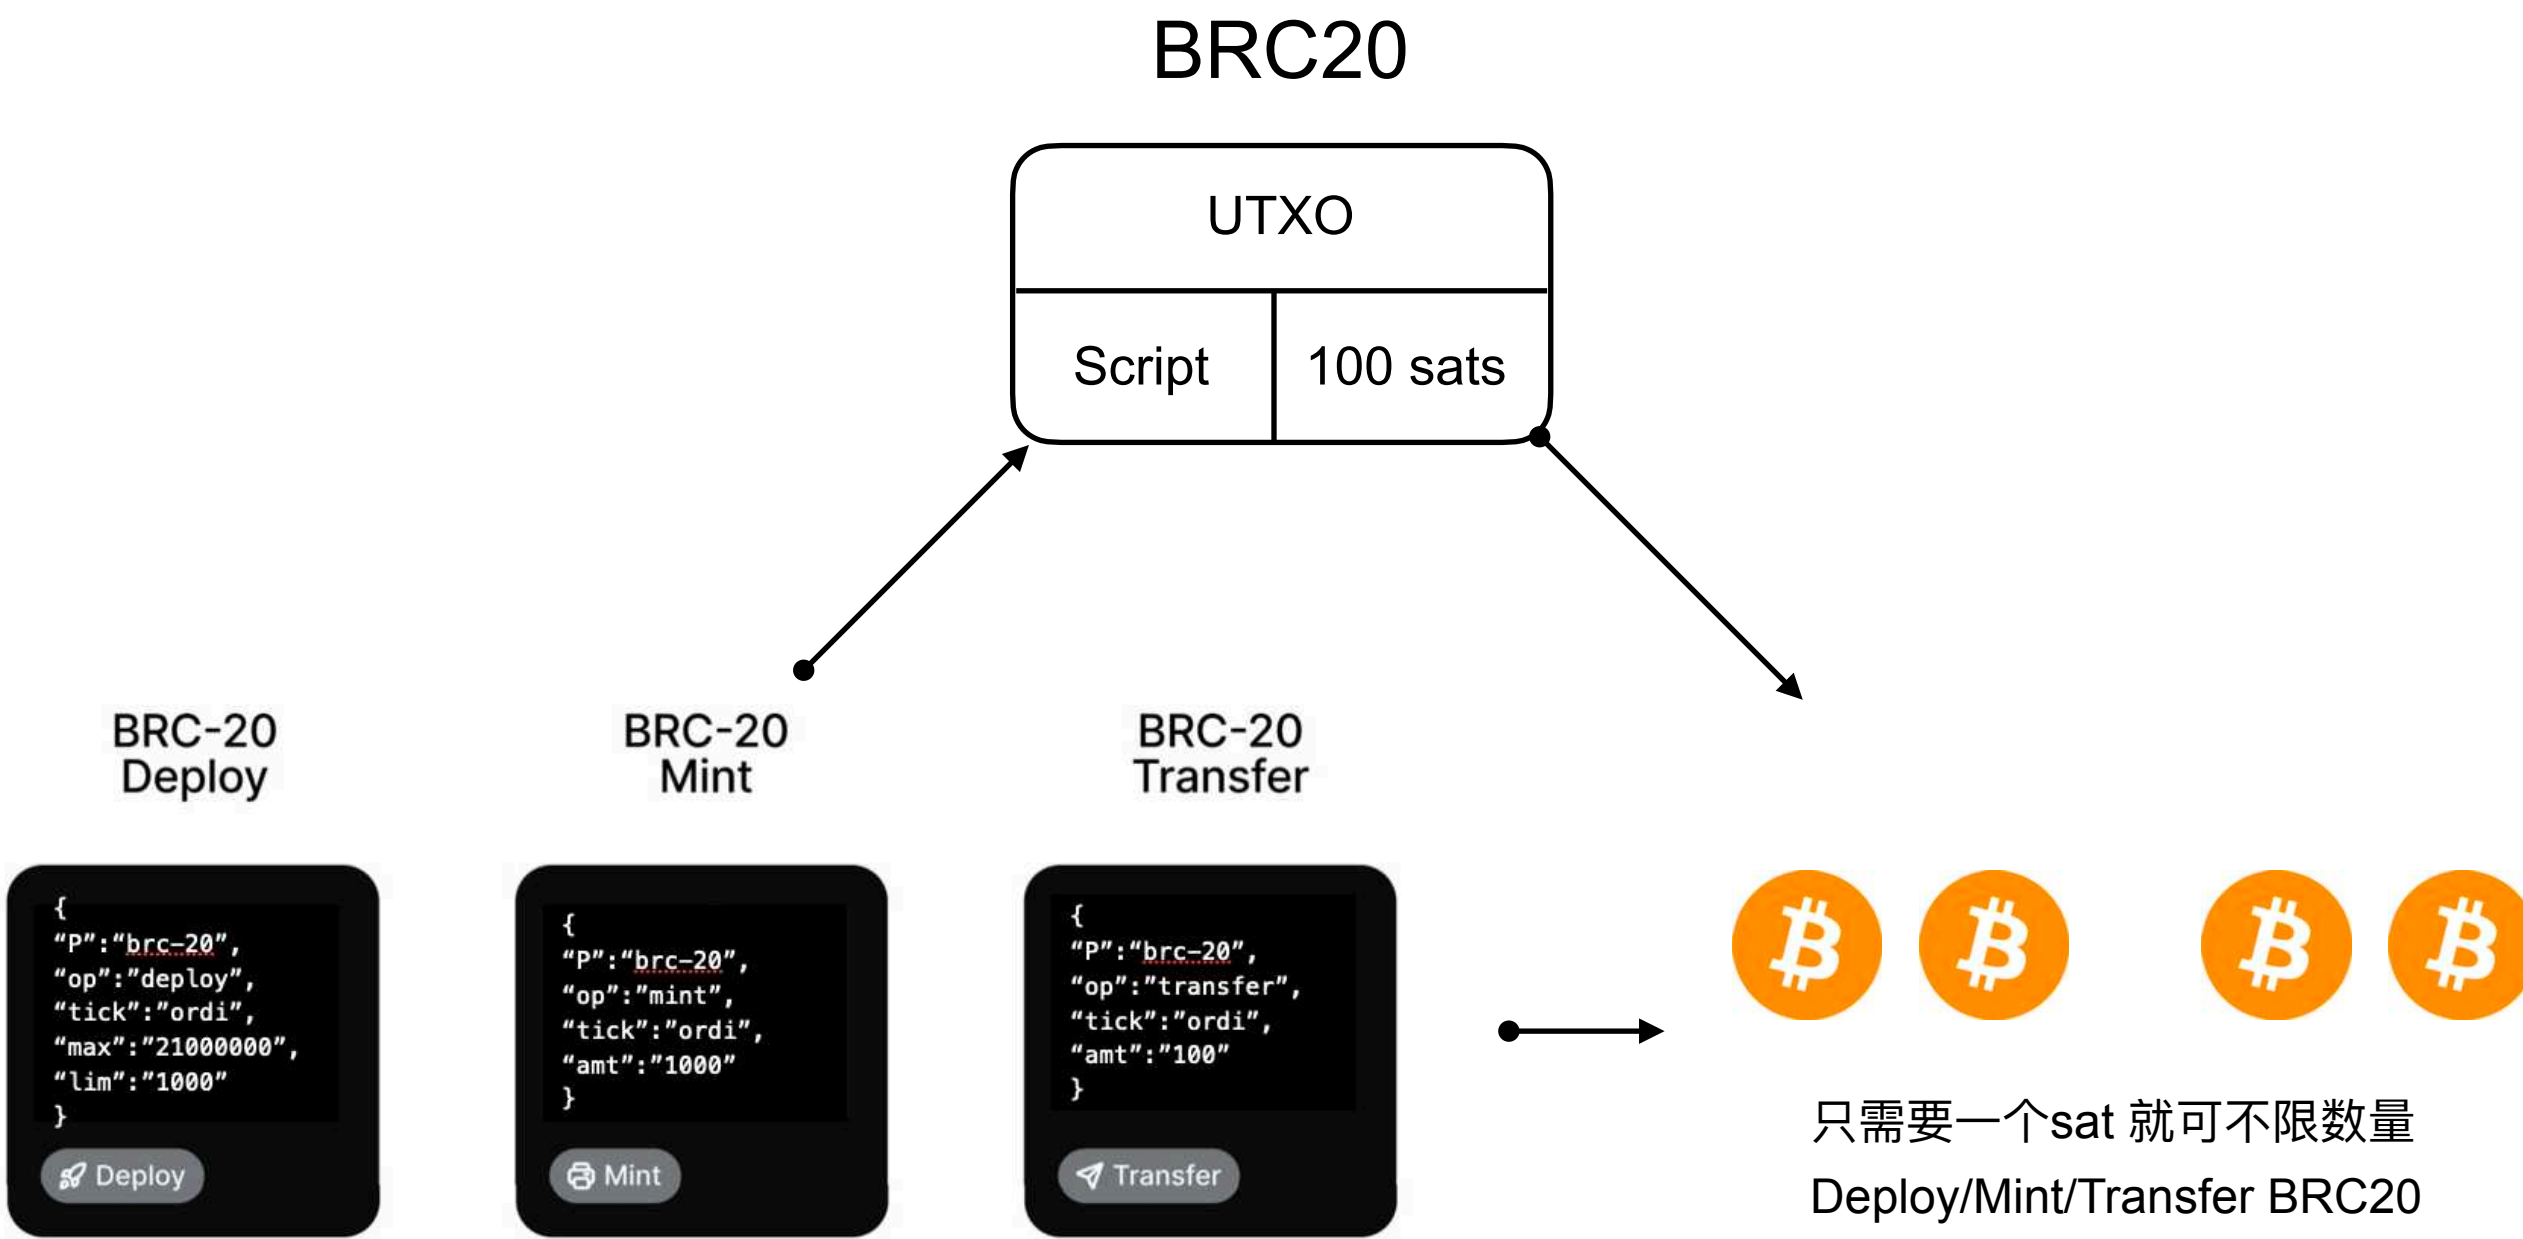 BRC20
UTXO
Script
100 sats
BRC-20
Deploy
{
“P”:“brc-20”,
“op”:”deploy”,
“tick”:”ordi”,
“max”:”21000000”,
“lim”:”1000”
}
Deploy
BRC-20
Mint
{
“P”:“brc-20”,
“op”:”mint”,
“tick”:”ordi”,
“amt”:”1000”
}
Mint
BRC-20
Transfer
{
“P”:“brc-20”,
“op”:”transfer”,
“tick”:”ordi”,
“amt”:”100”
}
Transfer
只需要一个sat 就可不限数量
Deploy/Mint/Transfer BRC20